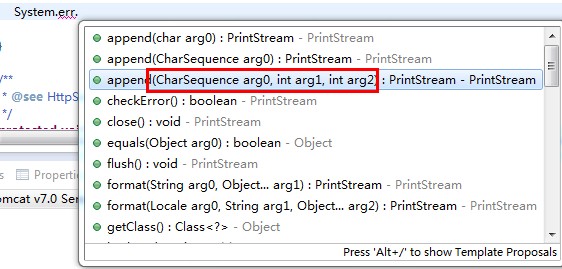 System.err.
append(char arg0) : PrintStream - PrintStream
append(CharSequence arg0) : PrintStream - PrintStream
append(CharSequence arg0, int arg1, int arg2) : PrintStream - PrintStream
checkError() : boolean - PrintStream
close() : void - PrintStream
equals(Object arg0) : boolean - Object
flush() : void - PrintStream
format(String arg0, Object... arg1) : PrintStream - PrintStream
format(Locale arg0, String arg1, Object... arg2) : PrintStream - PrintStream
getClass() : Class<?> - Object
Press 'Alt+/' to show Template Proposals
}
/**
* @see HttpS
*/
Properties
omcat v7.0 Se